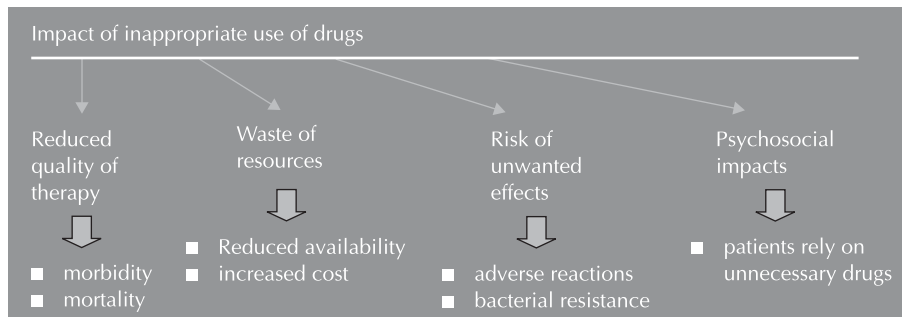 Impact of inappropriate use of drugs
Reduced
quality of
therapy
morbidity
mortality
Waste of
resources
Reduced availability
increased cost
Risk of
unwanted
effects
adverse reactions
bacterial resistance
Psychosocial
impacts
patients rely on
unnecessary drugs